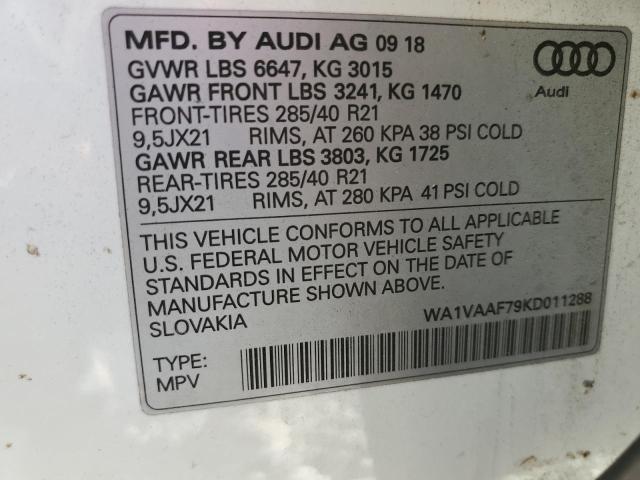 MFD. BY AUDI AG 09 18
GVWR LBS 6647, KG 3015
GAWR FRONT LBS 3241, KG 1470
FRONT-TIRES 285/40 R21
9,5JX21 RIMS, AT 260 KPA 38 PSI COLD
GAWR REAR LBS 3803, KG 1725
REAR-TIRES 285/40 R21
9,5JX21 RIMS, AT 280 KPA 41 PSI COLD
Audi
THIS VEHICLE CONFORMS TO ALL APPLICABLE
U.S. FEDERAL MOTOR VEHICLE SAFETY
STANDARDS IN EFFECT ON THE DATE OF
MANUFACTURE SHOWN ABOVE.
SLOVAKIA
WA1VAAF79KD011288
TYPE:
MPV